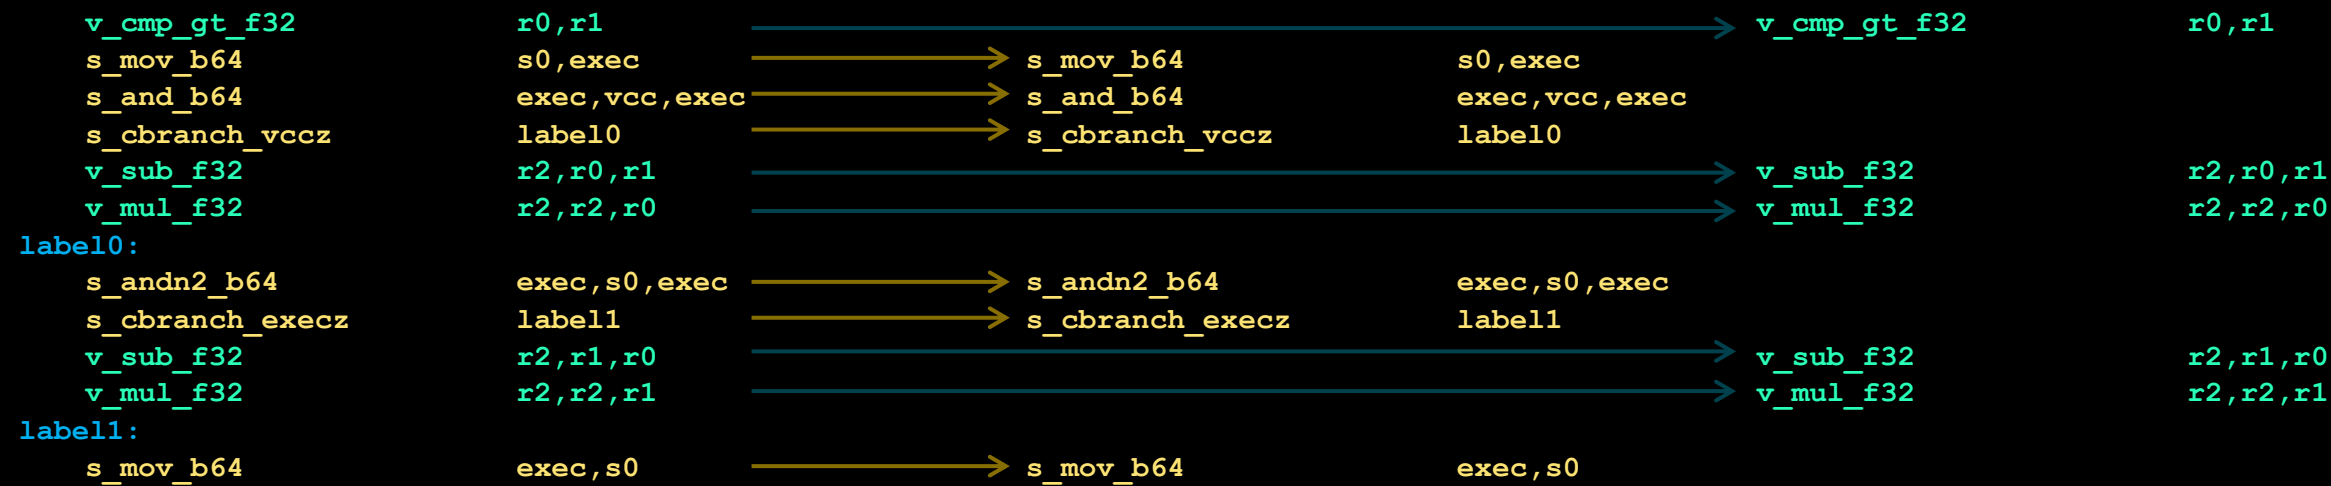 v_cmp_gt_f32 r0,r1 v_cmp_gt_f32 r0,r1
s_mov_b64 s0,exec s_mov_b64 s0,exec
s_and_b64 exec,vcc,exec s_and_b64 exec,vcc,exec
s_cbranch_vccz label0 s_cbranch_vccz label0
v_sub_f32 r2,r0,r1 v_sub_f32 r2,r0,r1
v_mul_f32 r2,r2,r0 v_mul_f32 r2,r2,r0
label0:
s_andn2_b64 exec,s0,exec s_andn2_b64 exec,s0,exec
s_cbranch_execz label1 s_cbranch_execz label1
v_sub_f32 r2,r1,r0 v_sub_f32 r2,r1,r0
v_mul_f32 r2,r2,r1 v_mul_f32 r2,r2,r1
label1:
s_mov_b64 exec,s0 s_mov_b64 exec,s0